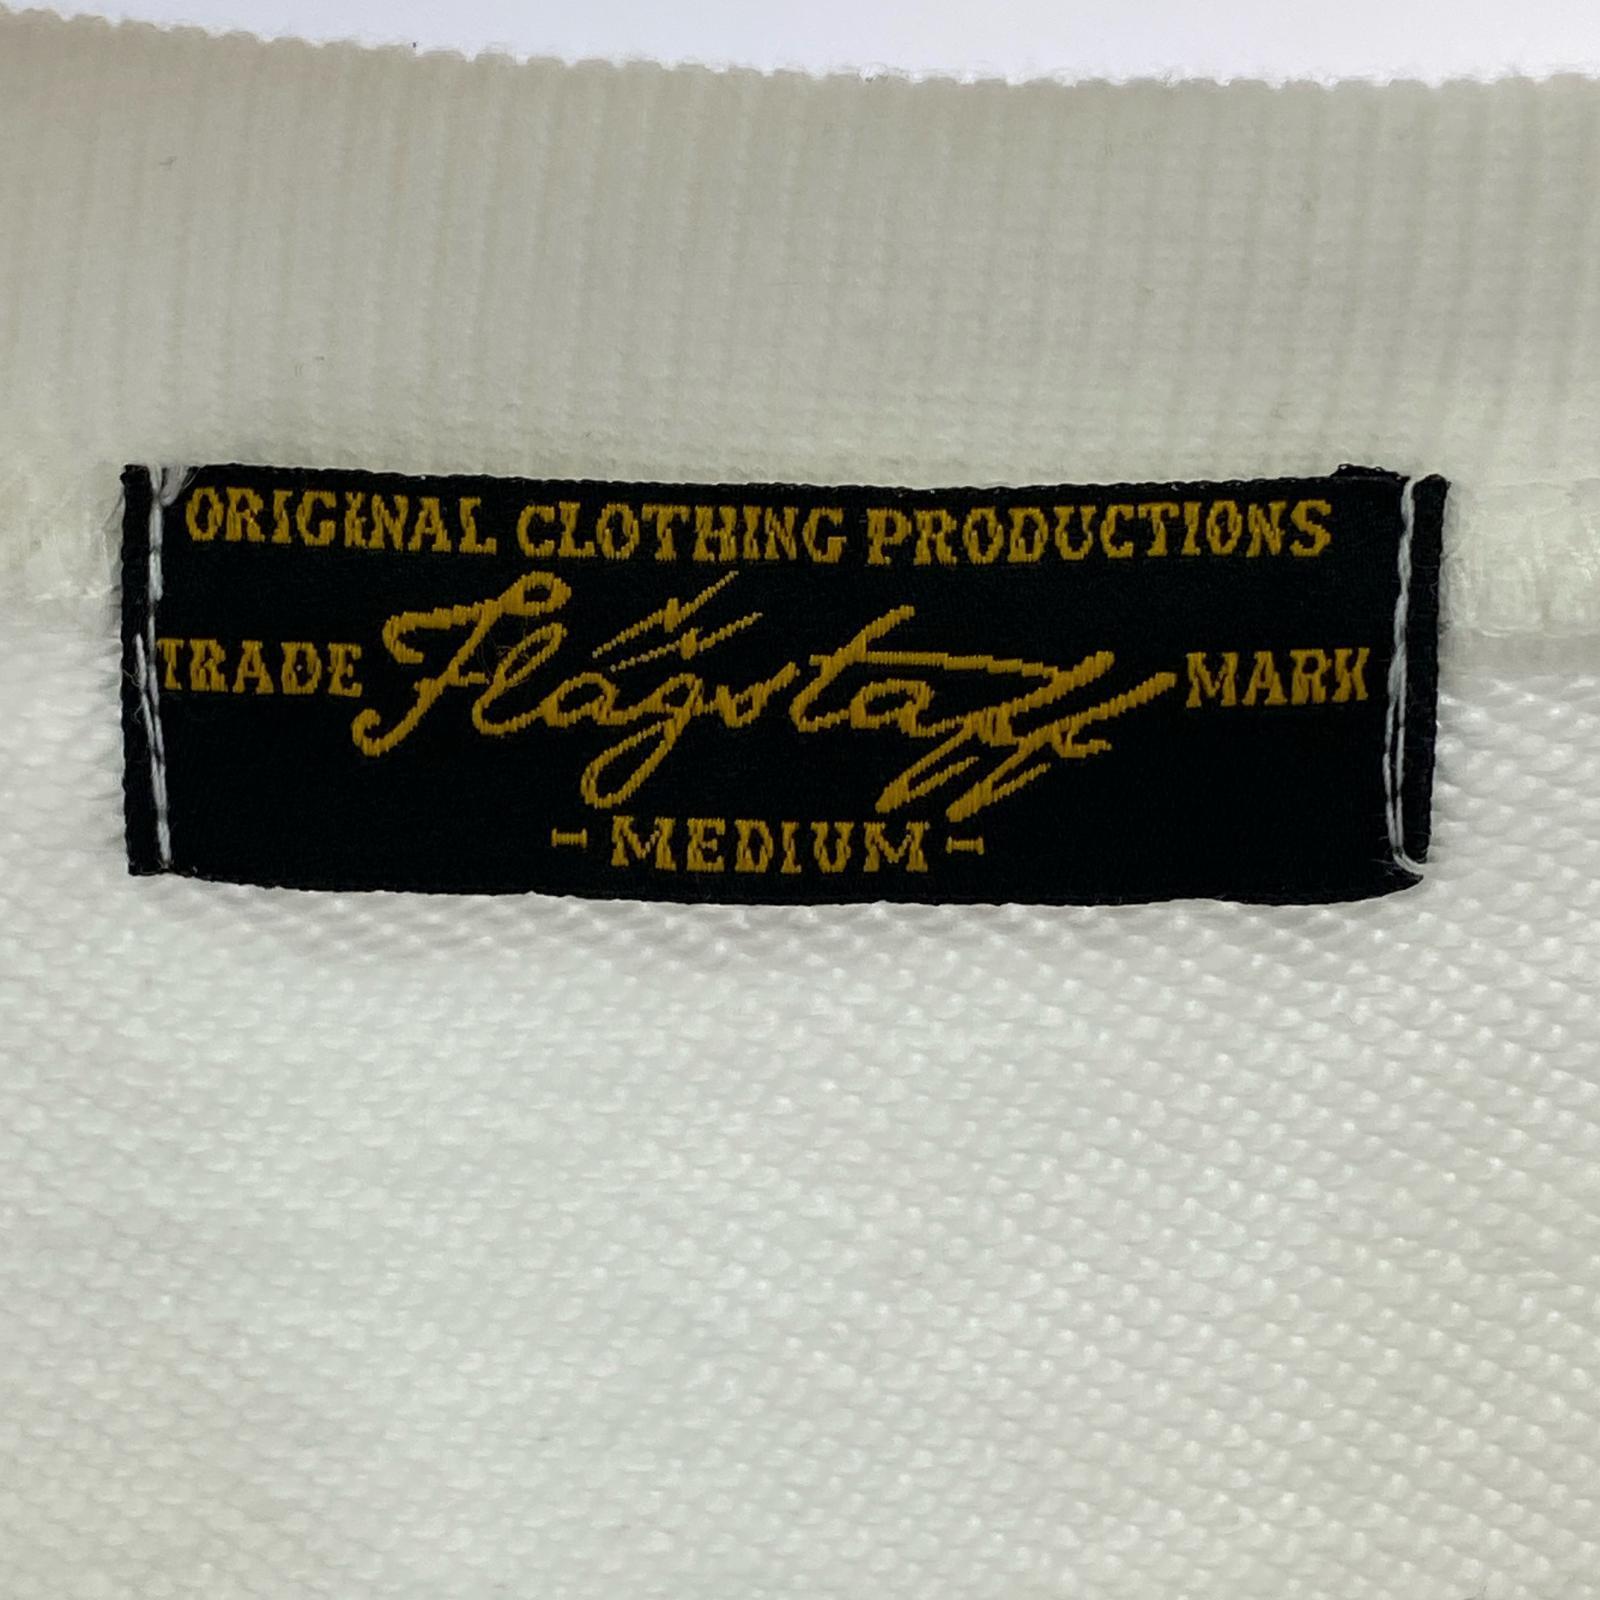 ORIGINAL CLOTHING PRODUCTIONS
TRADE Flagstaff MARK
- MEDIUM -